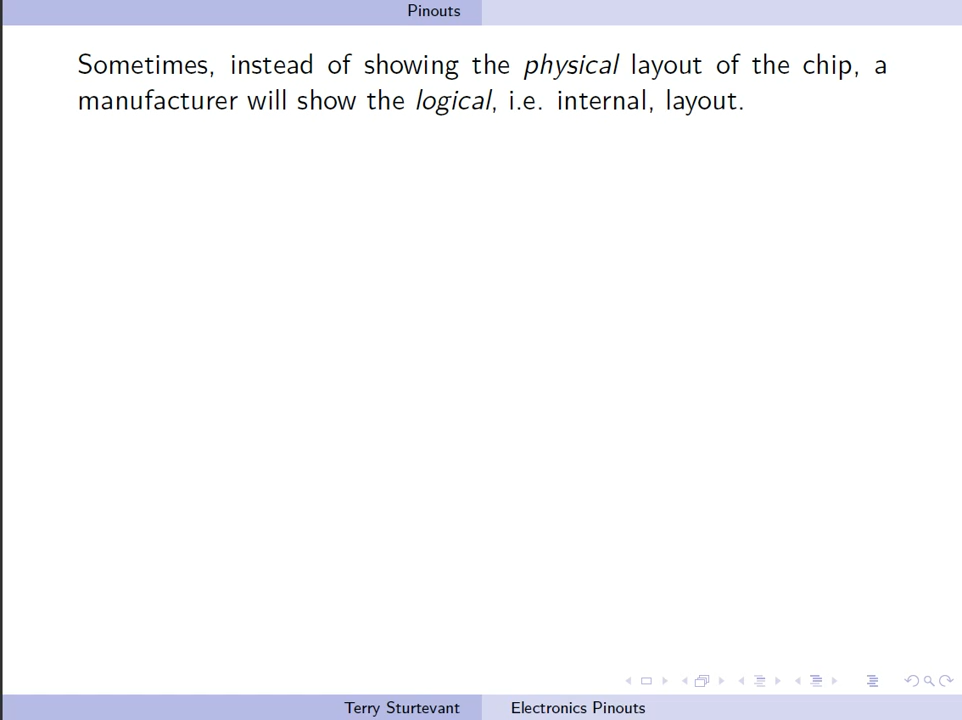 Pinouts
Sometimes, instead of showing the physical layout of the chip, a
manufacturer will show the logical, i.e. internal, layout.
Terry Sturtevant
Electronics Pinouts